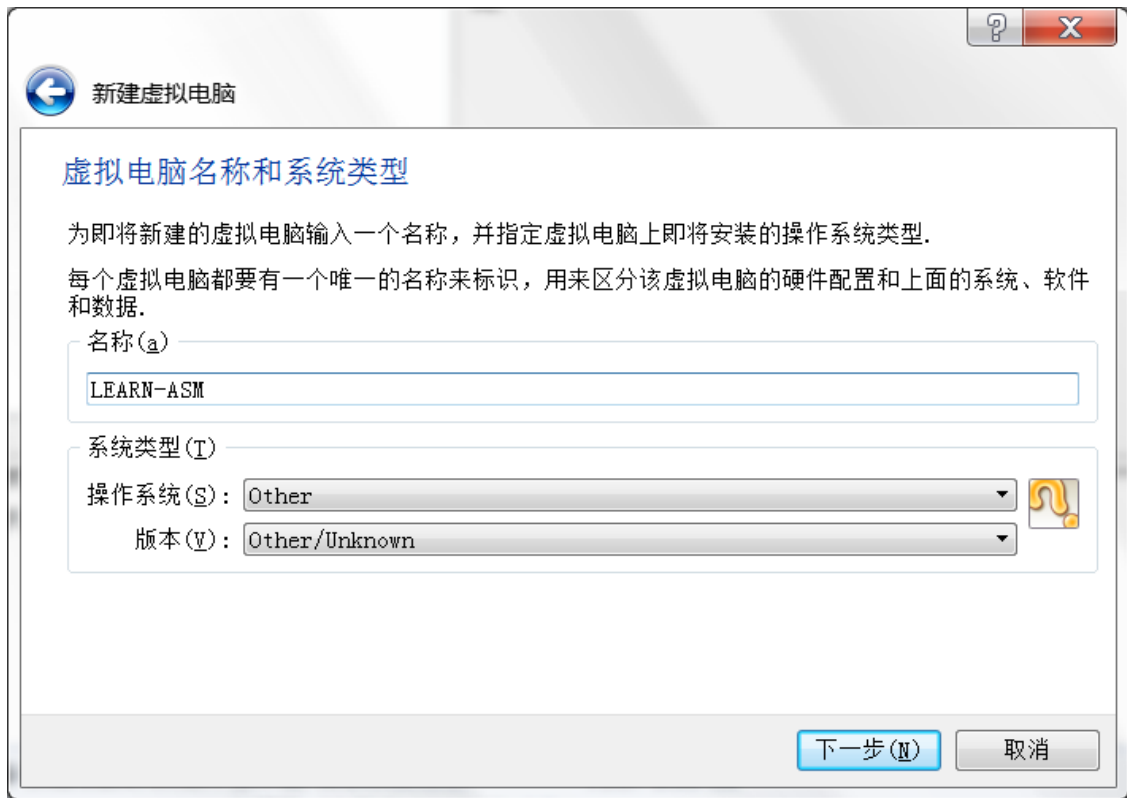 新建虚拟电脑
虚拟电脑名称和系统类型
为即将新建的虚拟电脑输入一个名称，并指定虚拟电脑上即将安装的操作系统类型.
每个虚拟电脑都要有一个唯一的名称来标识，用来区分该虚拟电脑的硬件配置和上面的系统、软件
和数据.
名称(a)
LEARN-ASM
系统类型(T)
操作系统(S): Other
版本(V): Other/Unknown
下一步(N) 取消